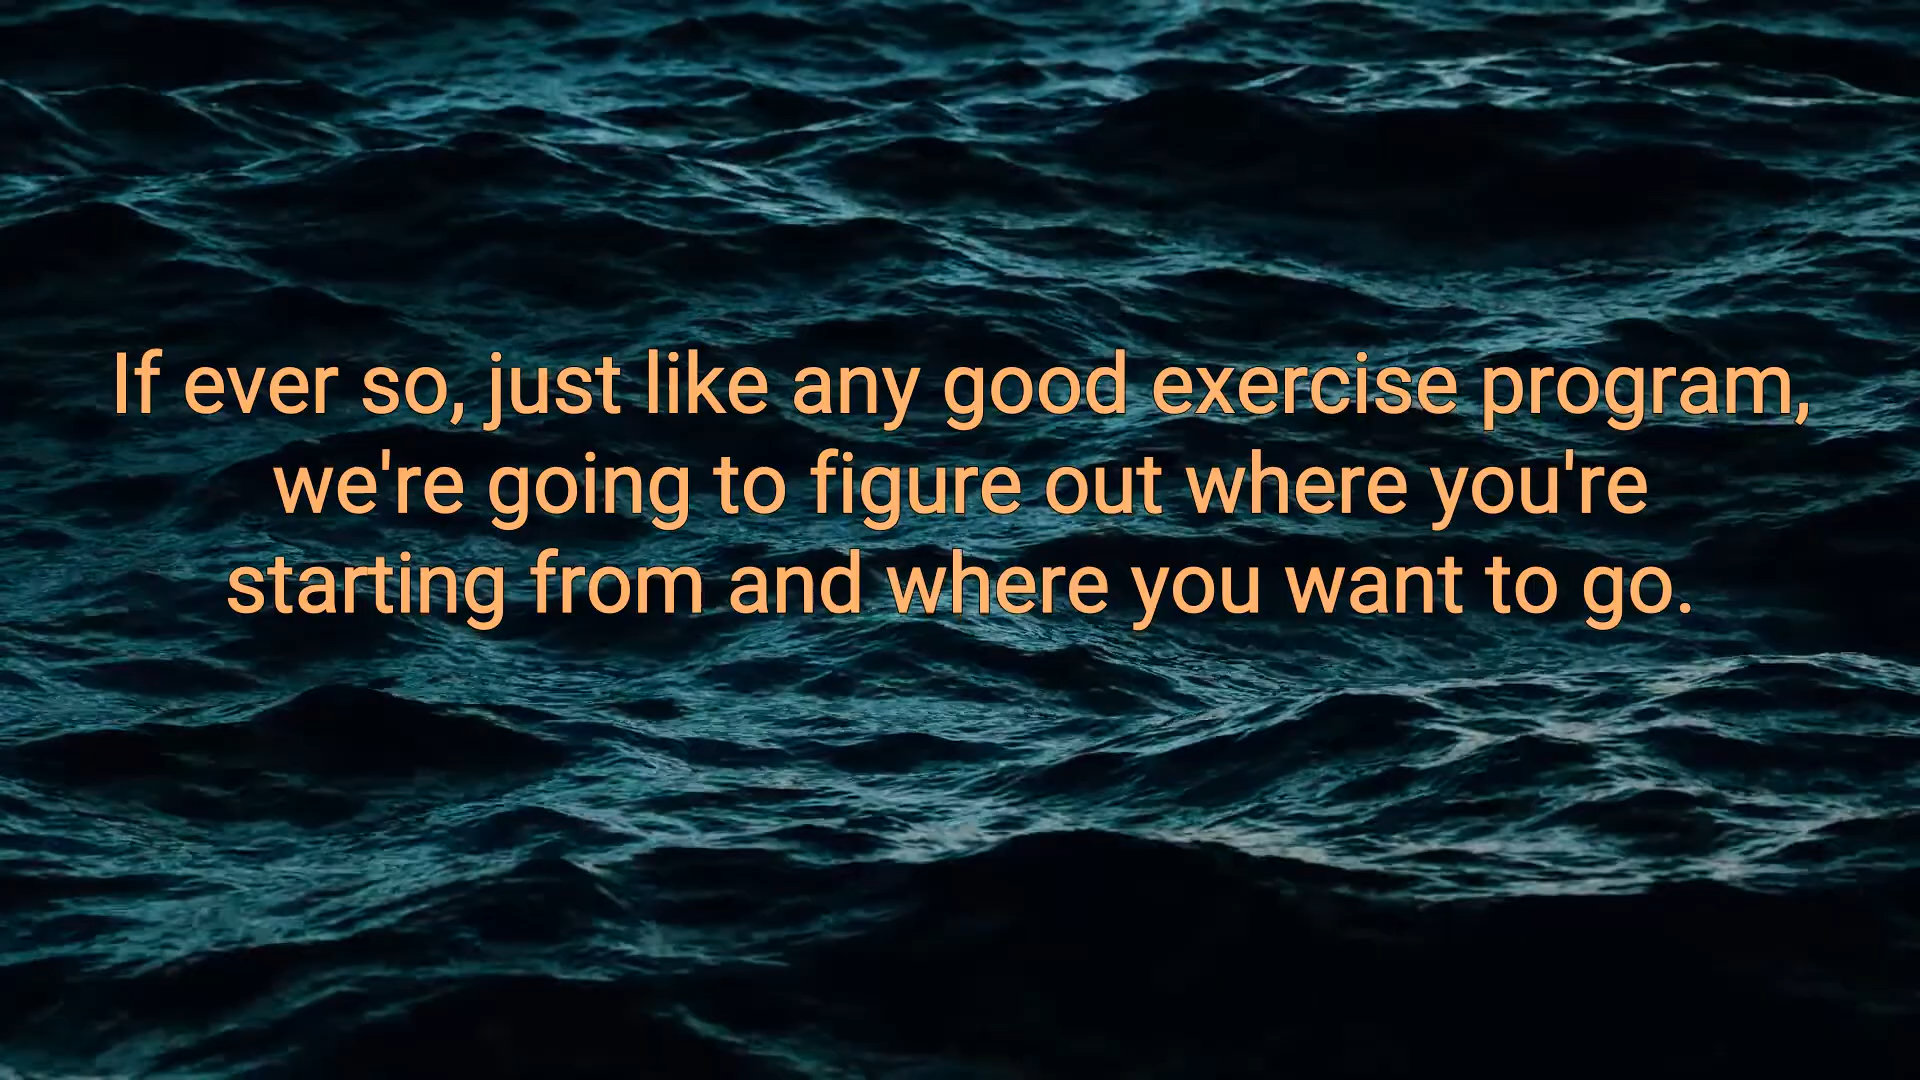 If ever so, just like any good exercise program,
we're going to figure out where you're
starting from and where you want to go.